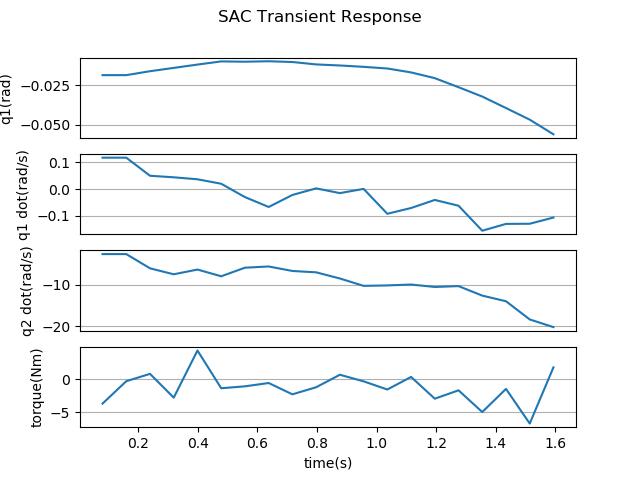 SAC Transient Response
q1(rad)
−0.025
−0.050
q1 dot(rad/s)
0.1
0.0
−0.1
q2 dot(rad/s)
−10
−20
torque(Nm)
0
−5
0.2 0.4 0.6 0.8 1.0 1.2 1.4 1.6
time(s)